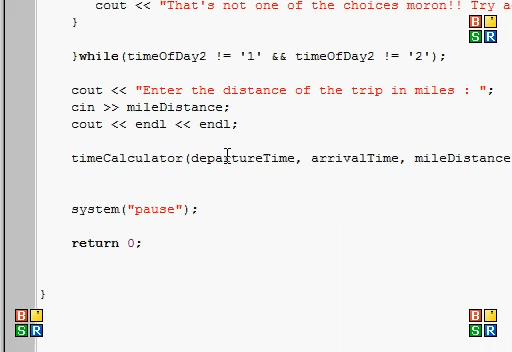 cout << "That's not one of the choices moron!! Try a
}
}while(timeOfDay2 != '1' && timeOfDay2 != '2');
cout << "Enter the distance of the trip in miles : ";
cin >> mileDistance;
cout << endl << endl;
timeCalculator(departureTime, arrivalTime, mileDistance
system("pause");
return 0;
}
B '
S R
B '
S R
B '
S R